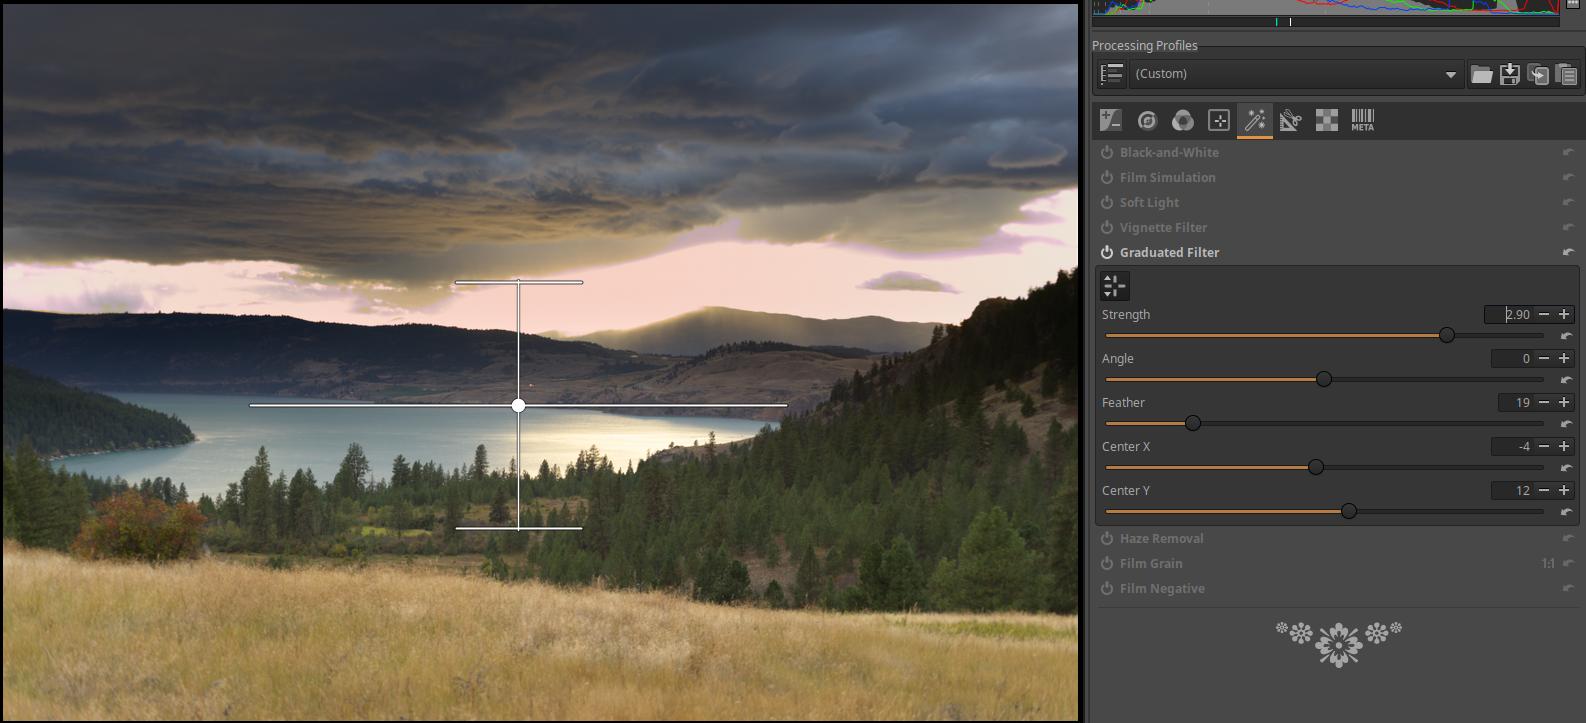 Processing Profiles
(Custom)
META
Black-and-White
Film Simulation
Soft Light
Vignette Filter
Graduated Filter
Strength 2.90
Angle 0
Feather 19
Center X -4
Center Y 12
Haze Removal
Film Grain 1:1
Film Negative